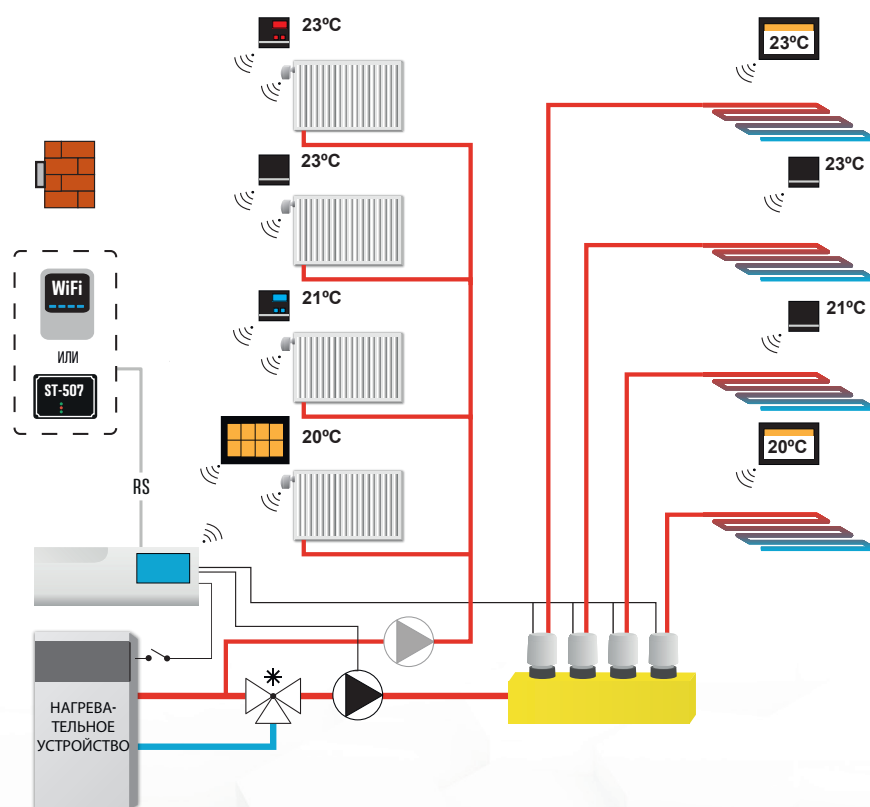 23ºC
23ºC
23ºC
23ºC
WiFi
21ºC
21ºC
ИЛИ
ST-507
20ºC
20ºC
RS
НАГРЕВА-
ТЕЛЬНОЕ
УСТРОЙСТВО